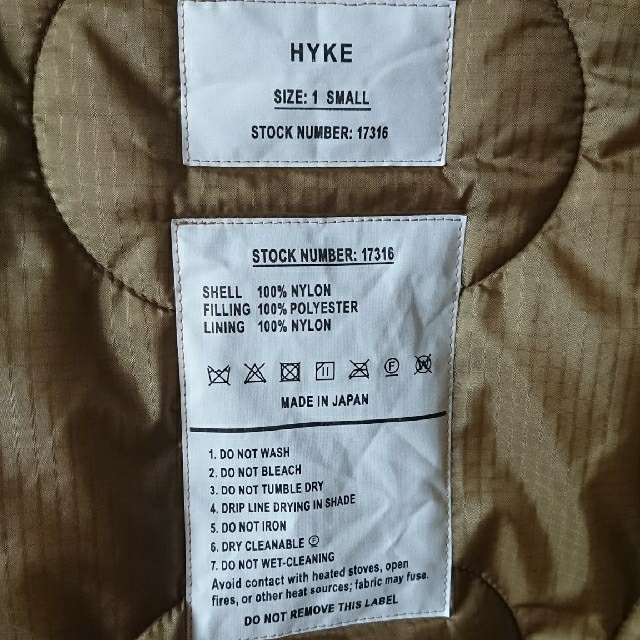 HYKE
SIZE: 1 SMALL
STOCK NUMBER: 17316
STOCK NUMBER: 17316
SHELL 100% NYLON
FILLING 100% POLYESTER
LINING 100% NYLON
F W
MADE IN JAPAN
1. DO NOT WASH
2. DO NOT BLEACH
3. DO NOT TUMBLE DRY
4. DRIP LINE DRYING IN SHADE
5. DO NOT IRON
6. DRY CLEANABLE Ⓕ
7. DO NOT WET-CLEANING
Avoid contact with heated stoves, open
fires, or other heat sources; fabric may fuse.
DO NOT REMOVE THIS LABEL